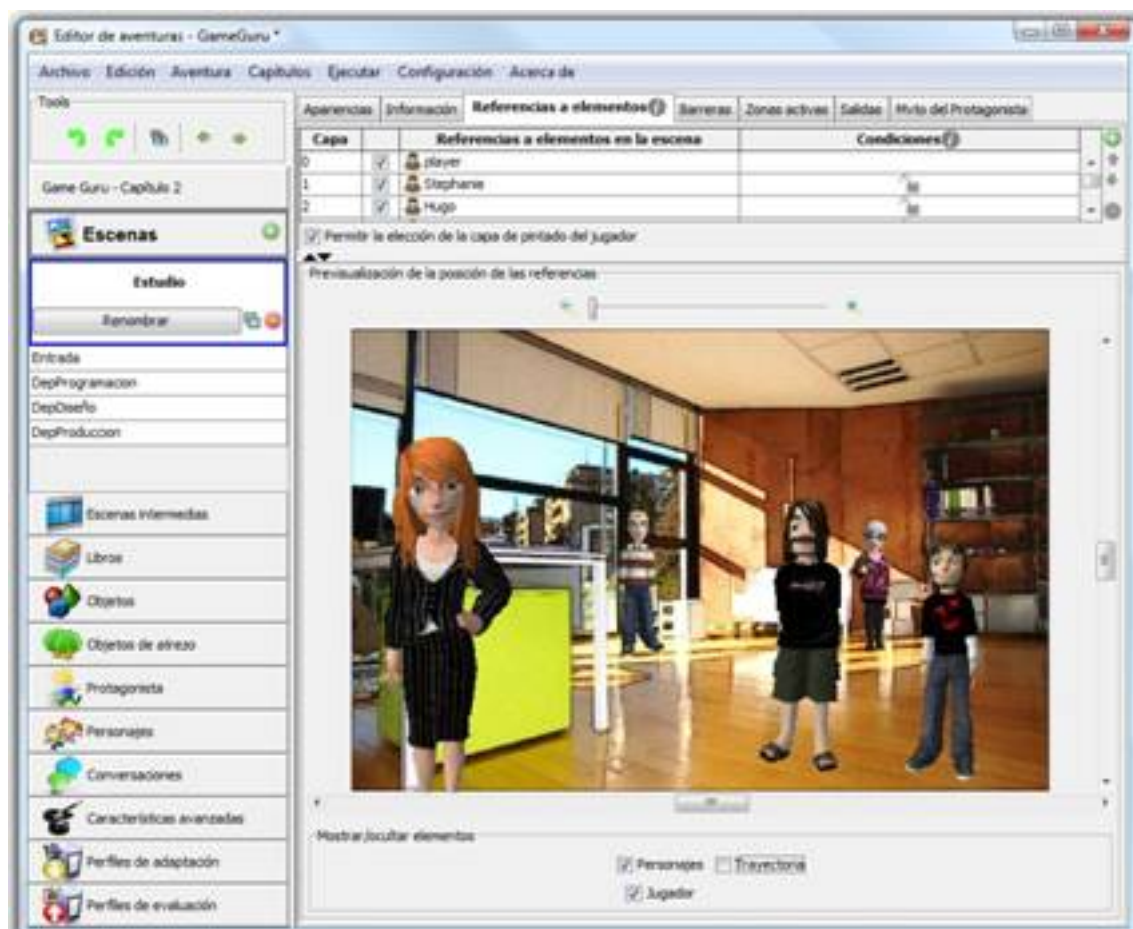 Editor de aventuras - GameGuru *
Archivo Edición Aventura Capítulos Ejecutar Configuración Acerca de
Tools
Game Guru - Capítulo 2
Escenas
Estudio
Renombrar
Entrada
DepProgramacion
DepDiseño
DepProduccion
Escenas intermedias
Libros
Objetos
Objetos de atrezo
Protagonista
Personajes
Conversaciones
Características avanzadas
Perfiles de adaptación
Perfiles de evaluación
Apariencias Información Referencias a elementos Barreras Zonas activas Salidas Mvto del Protagonista
Capa Referencias a elementos en la escena Condiciones
0 player
1 Stephanie
2 Hugo
Permitir la elección de la capa de pintado del jugador
Previsualización de la posición de las referencias
Mostrar/ocultar elementos
Personajes Trayectoria
Jugador